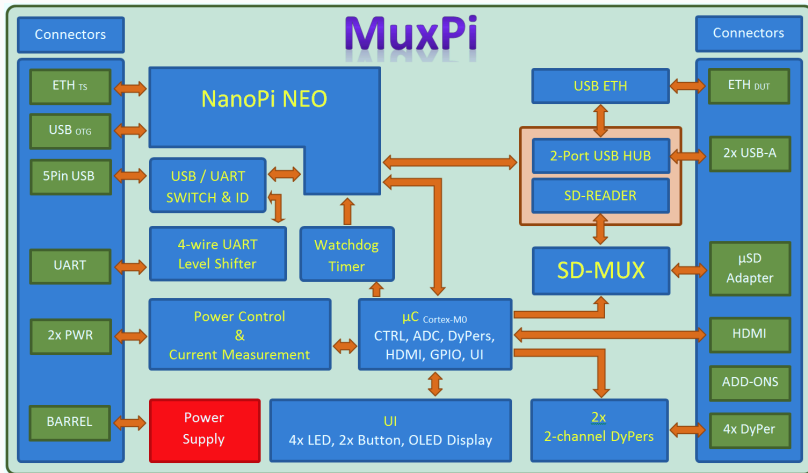 MuxPi
Connectors
ETH TS
USB OTG
5Pin USB
UART
2x PWR
BARREL
NanoPi NEO
USB / UART
SWITCH & ID
4-wire UART
Level Shifter
Watchdog
Timer
Power Control
&
Current Measurement
µC Cortex-M0
CTRL, ADC, DyPers,
HDMI, GPIO, UI
Power
Supply
UI
4x LED, 2x Button, OLED Display
USB ETH
2-Port USB HUB
SD-READER
SD-MUX
2x
2-channel DyPers
Connectors
ETH DUT
2x USB-A
µSD
Adapter
HDMI
ADD-ONS
4x DyPer